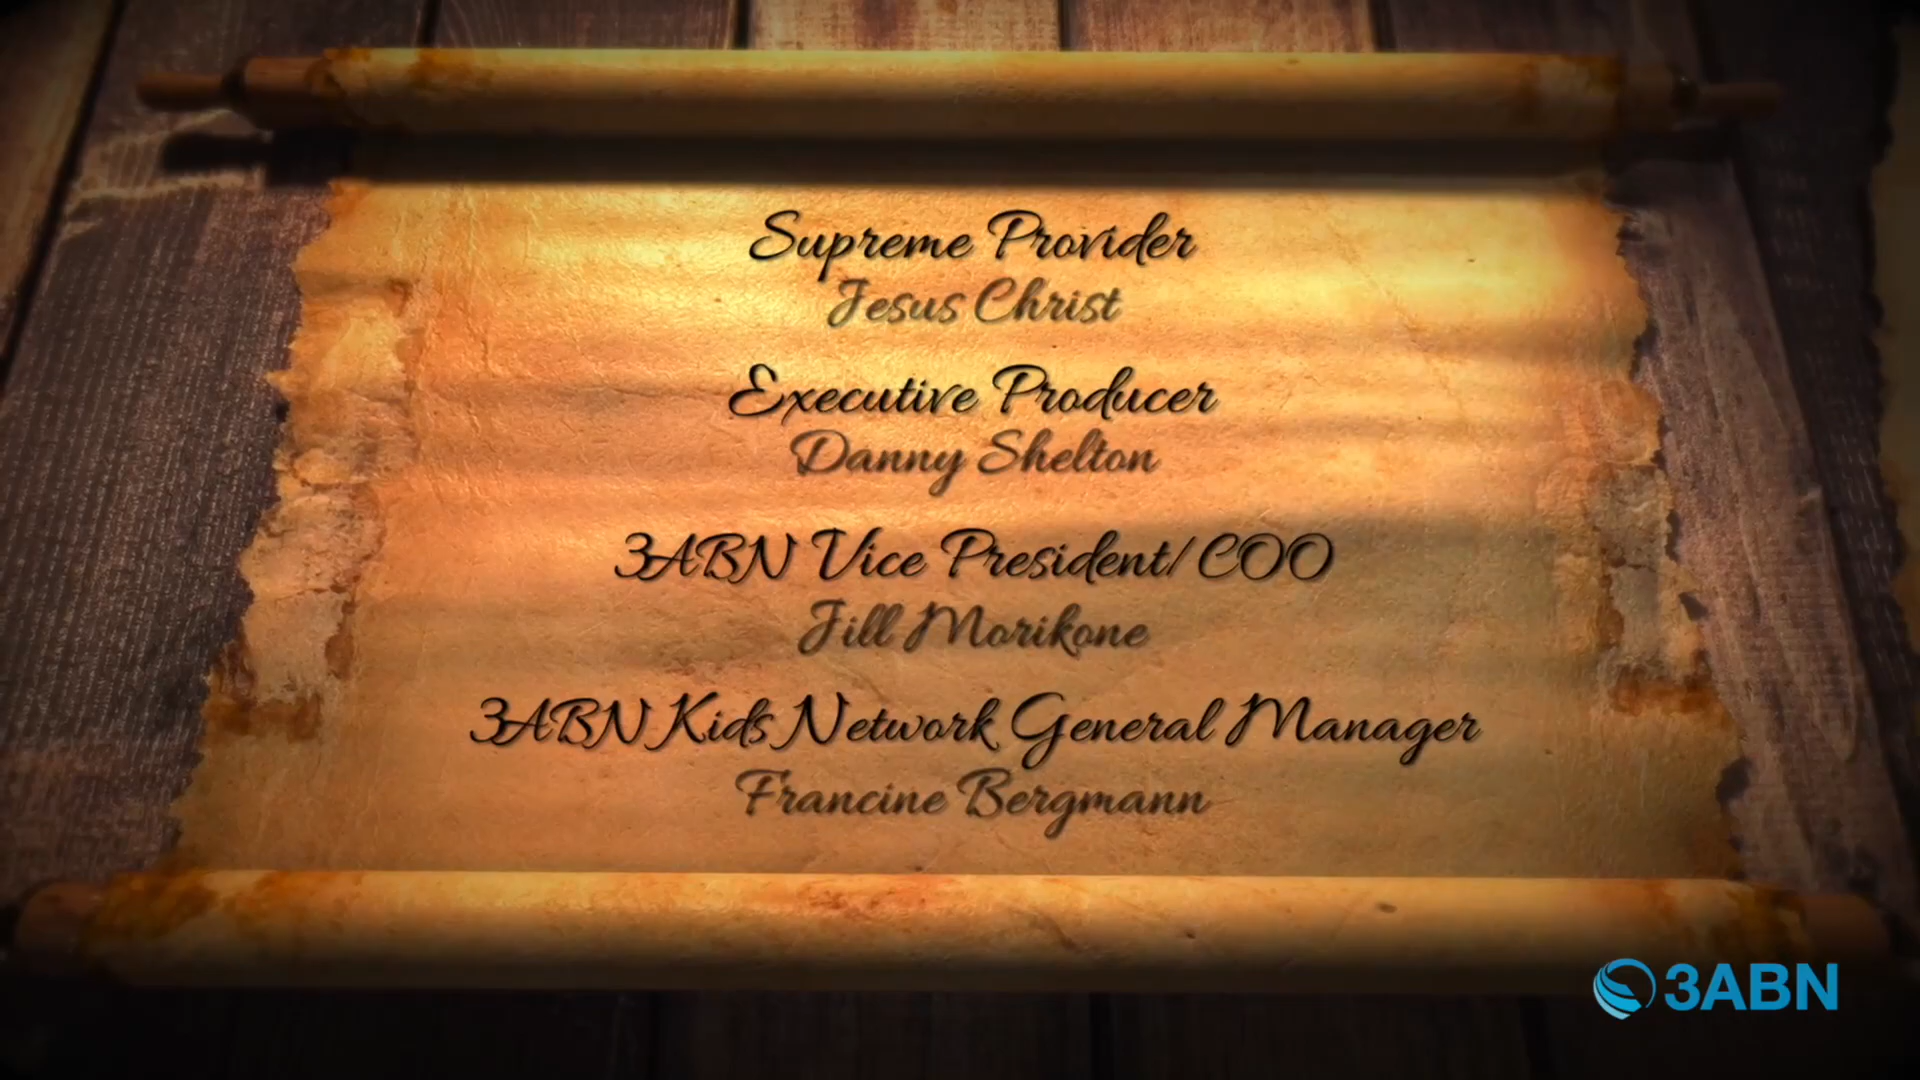 Supreme Provider
Jesus Christ
Executive Producer
Danny Shelton
3ABN Vice President/COO
Jill Morikone
3ABN Kids Network General Manager
Francine Bergmann
3ABN